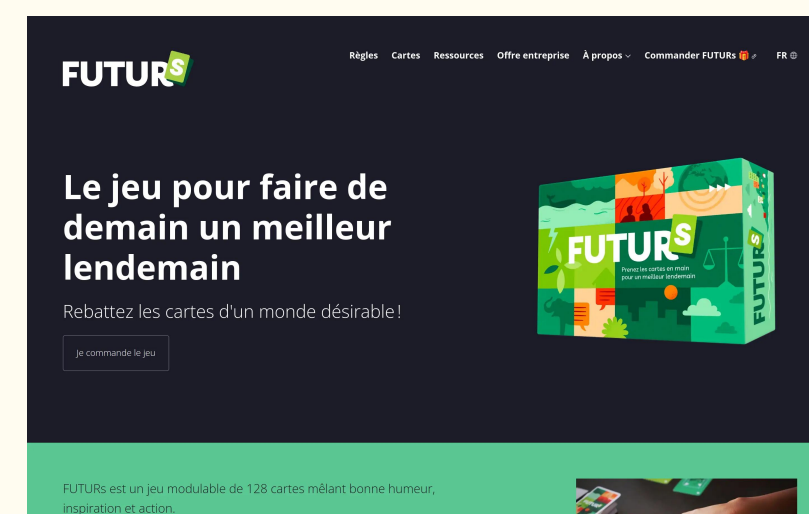 FUTURs
Règles Cartes Ressources Offre entreprise À propos Commander FUTURs FR
Le jeu pour faire de
demain un meilleur
lendemain
Rebattez les cartes d'un monde désirable !
Je commande le jeu
FUTURs
Prenez les cartes en main
pour un meilleur lendemain
FUTURs
FUTURs est un jeu modulable de 128 cartes mêlant bonne humeur,
inspiration et action.